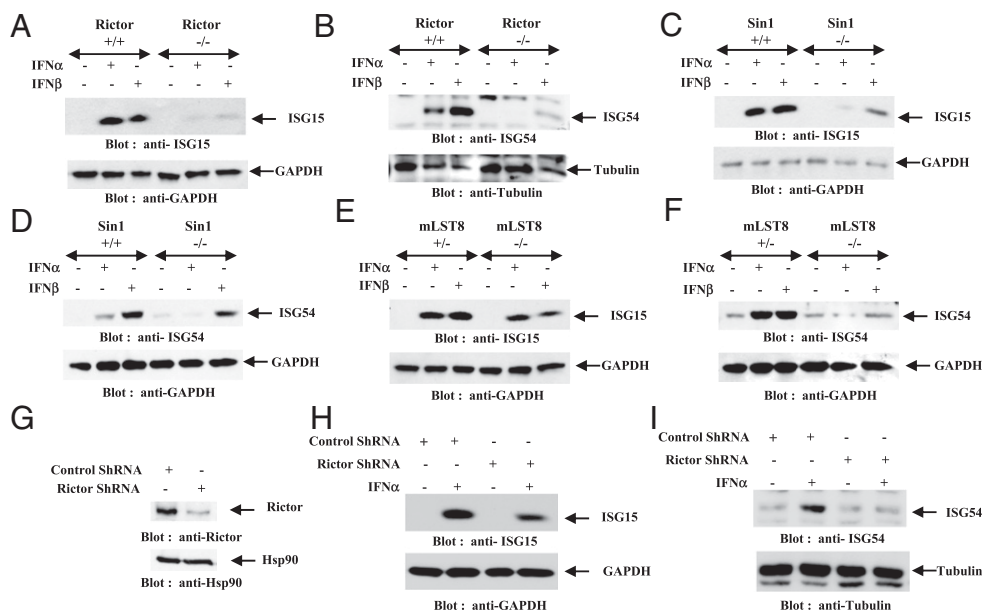 A
Rictor Rictor
+/+ -/-
IFNα - + - - + -
IFNβ - - + - - +
ISG15
Blot : anti- ISG15
GAPDH
Blot : anti-GAPDH
B
Rictor Rictor
+/+ -/-
IFNα - + - - + -
IFNβ - - + - - +
ISG54
Blot : anti-ISG54
Tubulin
Blot : anti-Tubulin
C
Sin1 Sin1
+/+ -/-
IFNα - + - - + -
IFNβ - - + - - +
ISG15
Blot : anti- ISG15
GAPDH
Blot : anti-GAPDH
D
Sin1 Sin1
+/+ -/-
IFNα - + - - + -
IFNβ - - + - - +
ISG54
Blot : anti-ISG54
GAPDH
Blot : anti-GAPDH
E
mLST8 mLST8
+/- -/-
IFNα - + - - + -
IFNβ - - + - - +
ISG15
Blot : anti- ISG15
GAPDH
Blot : anti-GAPDH
F
mLST8 mLST8
+/- -/-
IFNα - + - - + -
IFNβ - - + - - +
ISG54
Blot : anti-ISG54
GAPDH
Blot : anti-GAPDH
G
Control ShRNA + -
Rictor ShRNA - +
Rictor
Blot : anti-Rictor
Hsp90
Blot : anti-Hsp90
H
Control ShRNA + + - -
Rictor ShRNA - - + +
IFNα - + - +
ISG15
Blot : anti- ISG15
GAPDH
Blot : anti-GAPDH
I
Control ShRNA + + - -
Rictor ShRNA - - + +
IFNα - + - +
ISG54
Blot : anti-ISG54
Tubulin
Blot : anti-Tubulin